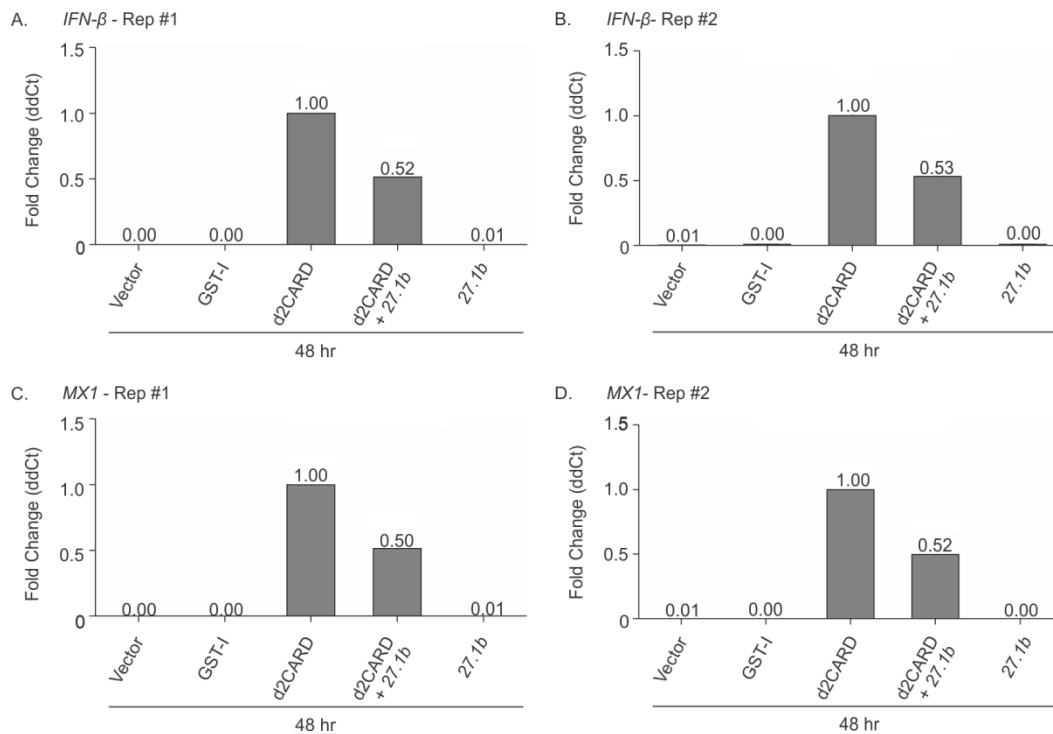 A. IFN-β - Rep #1
Fold Change (ddCt)
1.5
1.0
0.5
0
0.00
0.00
1.00
0.52
0.01
Vector
GST-I
d2CARD
d2CARD
+ 27.1b
27.1b
48 hr
B. IFN-β- Rep #2
Fold Change (ddCt)
1.5
1.0
0.5
0
0.01
0.00
1.00
0.53
0.00
Vector
GST-I
d2CARD
d2CARD
+ 27.1b
27.1b
48 hr
C. MX1 - Rep #1
Fold Change (ddCt)
1.5
1.0
0.5
0
0.00
0.00
1.00
0.50
0.01
Vector
GST-I
d2CARD
d2CARD
+ 27.1b
27.1b
48 hr
D. MX1- Rep #2
Fold Change (ddCt)
1.5
1.0
0.5
0
0.01
0.00
1.00
0.52
0.00
Vector
GST-I
d2CARD
d2CARD
+ 27.1b
27.1b
48 hr